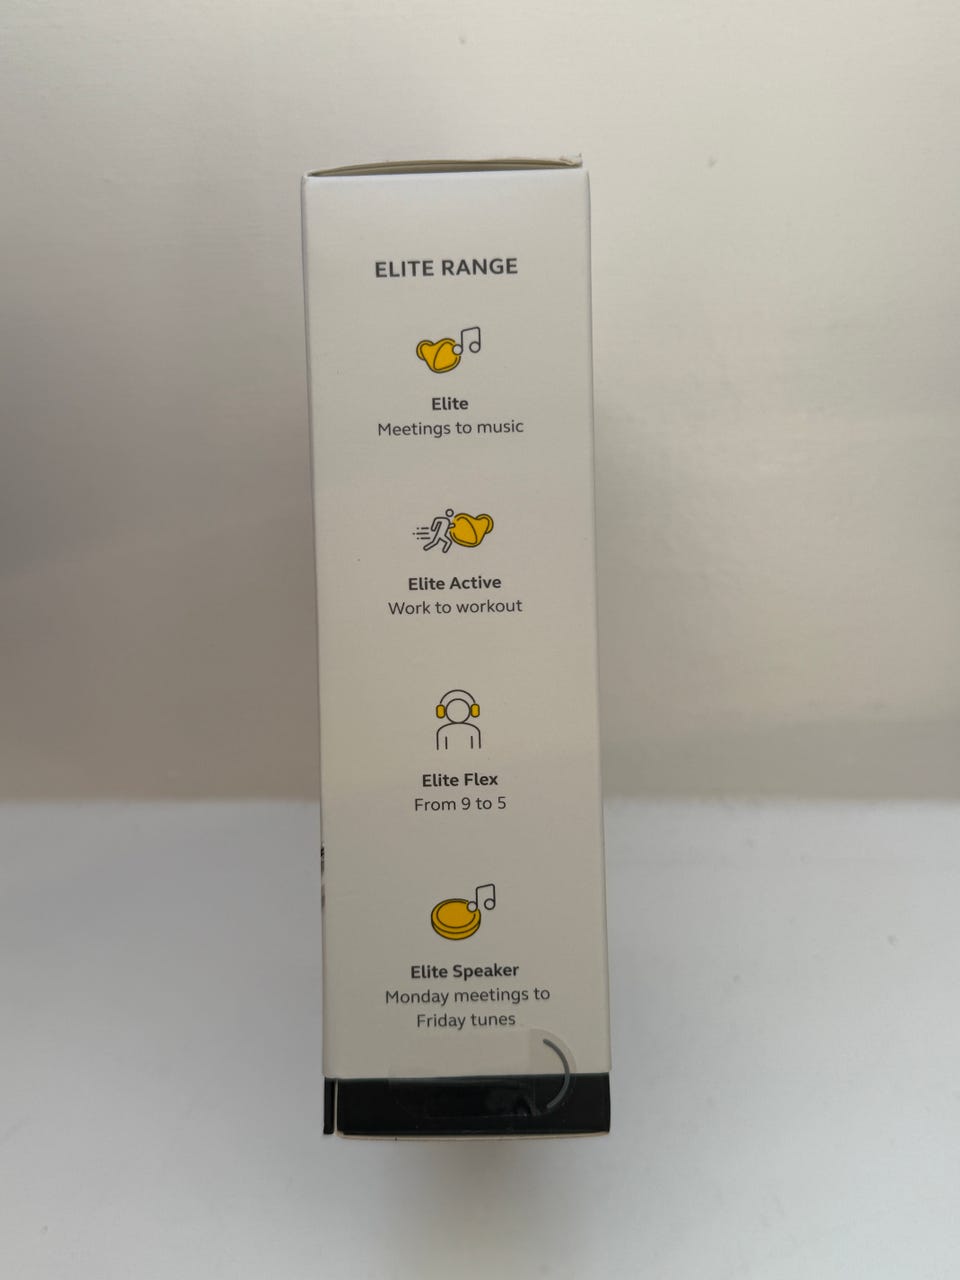 ELITE RANGE
Elite
Meetings to music
Elite Active
Work to workout
Elite Flex
From 9 to 5
Elite Speaker
Monday meetings to
Friday tunes